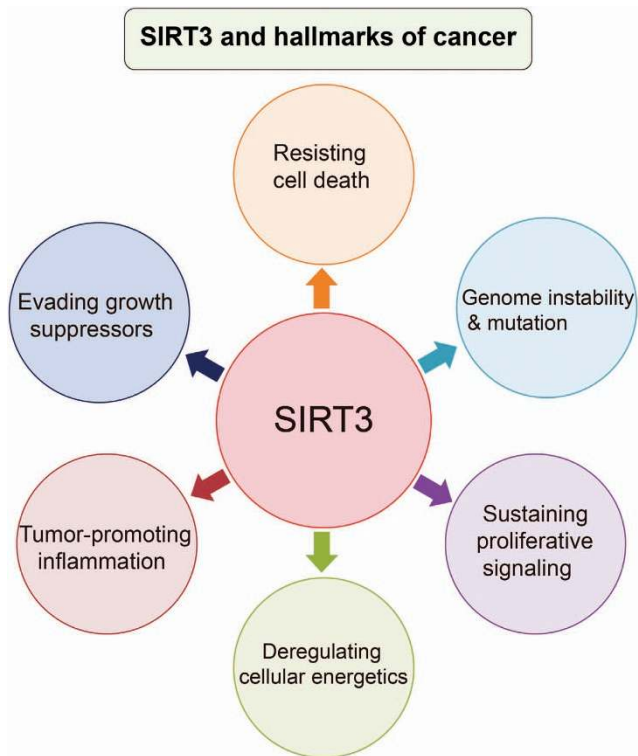 SIRT3 and hallmarks of cancer
Resisting
cell death
Evading growth
suppressors
Genome instability
& mutation
SIRT3
Tumor-promoting
inflammation
Sustaining
proliferative
signaling
Deregulating
cellular energetics